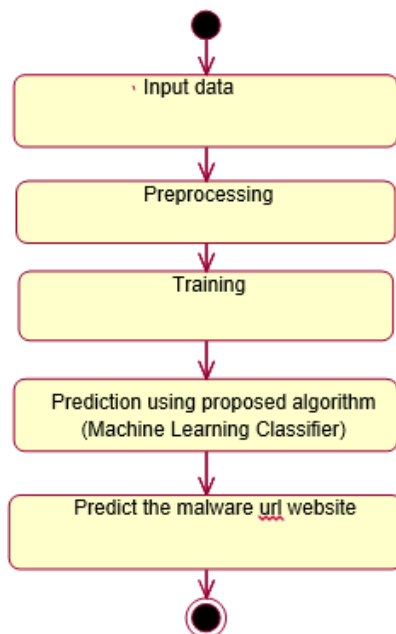 Input data
Preprocessing
Training
Prediction using proposed algorithm
(Machine Learning Classifier)
Predict the malware url website